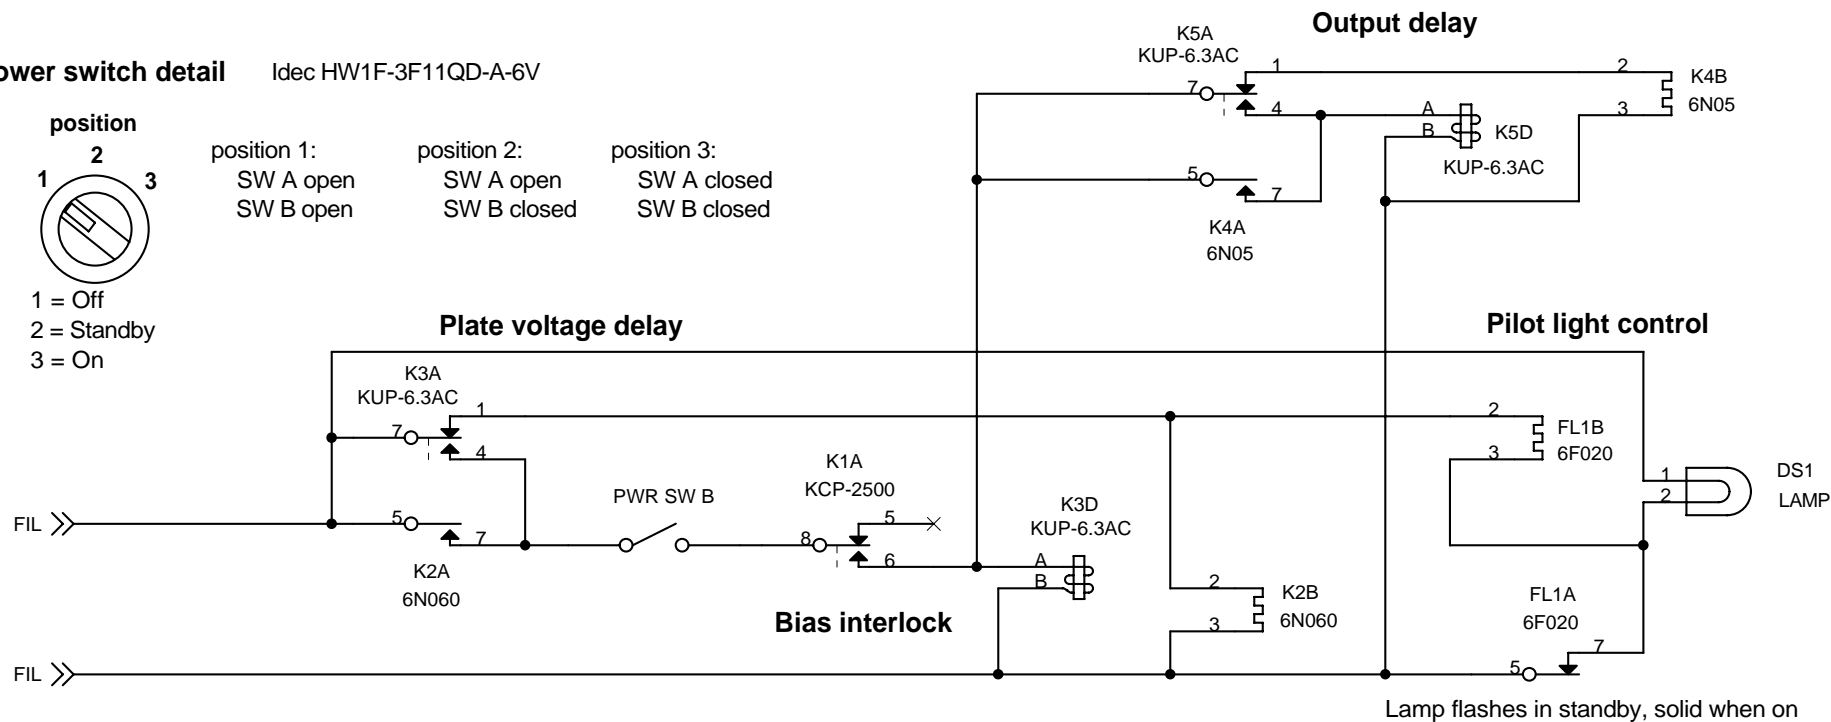 Output delay
K5A
KUP-6.3AC
1
2
7
4
A
3
B
K4B
6N05
K5D
KUP-6.3AC
5
7
K4A
6N05
ower switch detail
Idec HW1F-3F11QD-A-6V
position
2
1
3
position 1:
SW A open
SW B open
position 2:
SW A open
SW B closed
position 3:
SW A closed
SW B closed
1 = Off
2 = Standby
3 = On
Plate voltage delay
Pilot light control
K3A
KUP-6.3AC
1
2
7
4
3
FL1B
6F020
1
2
DS1
LAMP
K1A
KCP-2500
PWR SW B
K3D
KUP-6.3AC
FIL
5
7
8
5
6
A
B
K2A
6N060
2
3
K2B
6N060
FL1A
6F020
Bias interlock
7
FIL
5
Lamp flashes in standby, solid when on